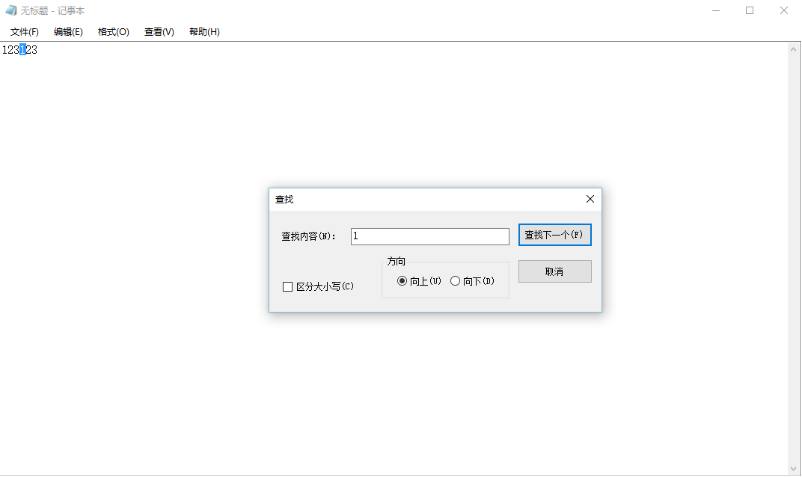 无标题 - 记事本
文件(F) 编辑(E) 格式(O) 查看(V) 帮助(H)
123123
查找
查找内容(N): 1 查找下一个(F)
方向
取消
区分大小写(C) 向上(U) 向下(D)